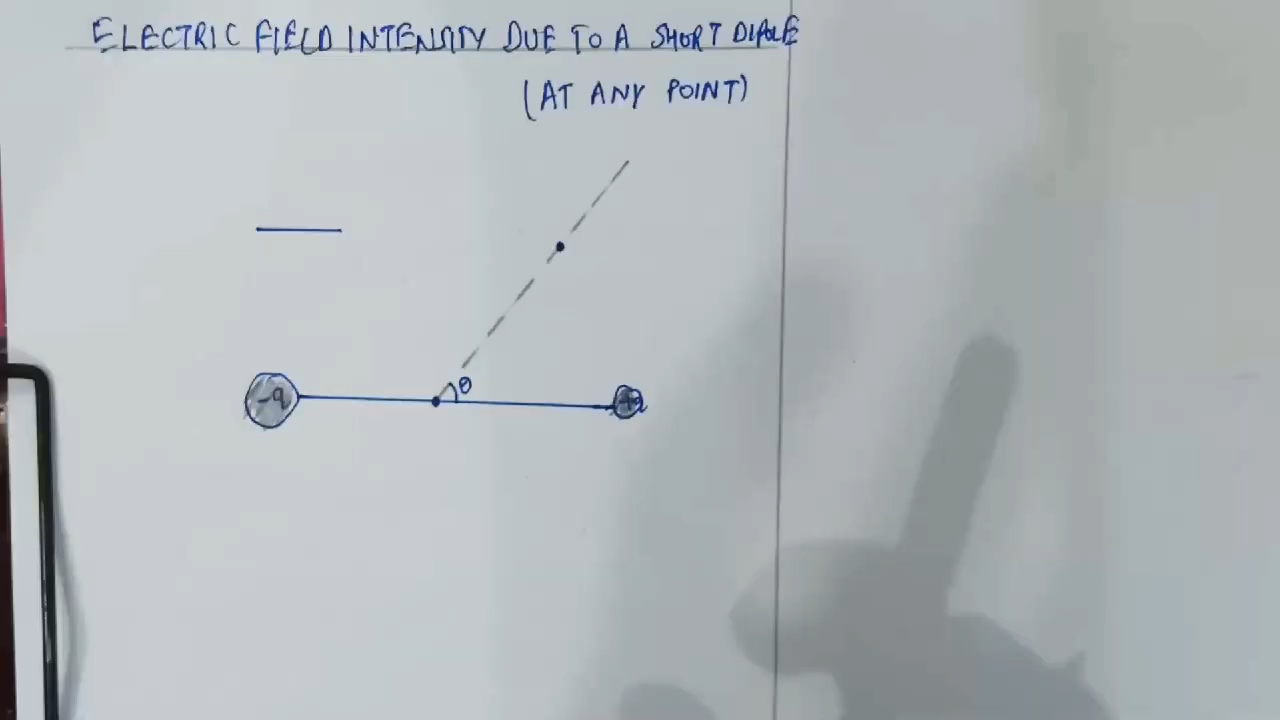 ELECTRIC FIELD INTENSITY DUE TO A SHORT DIPOLE
(AT ANY POINT)
θ
-q
+q